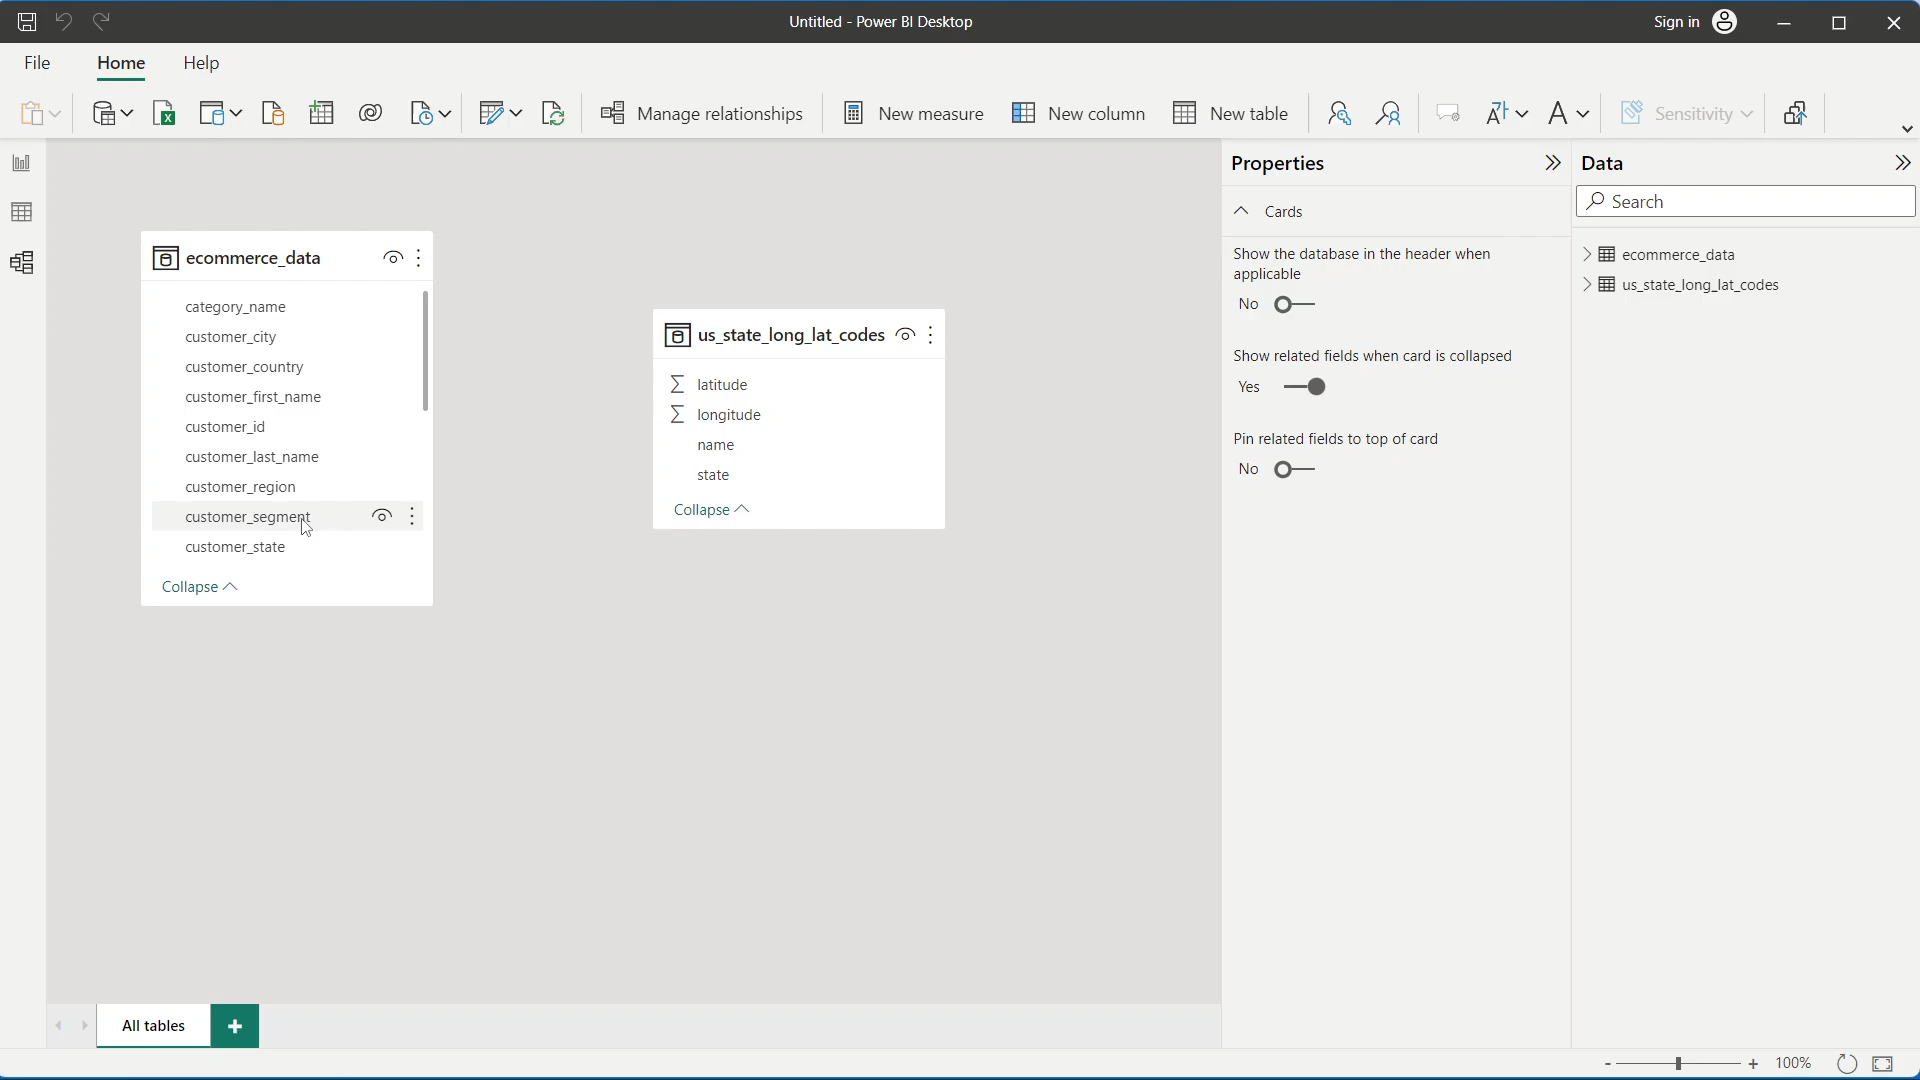 Untitled - Power BI Desktop
Sign in
File
Home
Help
Manage relationships
New measure
New column
New table
Sensitivity
ecommerce_data
category_name
customer_city
customer_country
customer_first_name
customer_id
customer_last_name
customer_region
customer_segment
customer_state
Collapse
us_state_long_lat_codes
latitude
longitude
name
state
Collapse
Properties
Cards
Show the database in the header when
applicable
No
Show related fields when card is collapsed
Yes
Pin related fields to top of card
No
Data
Search
ecommerce_data
us_state_long_lat_codes
All tables
+
- + 100%